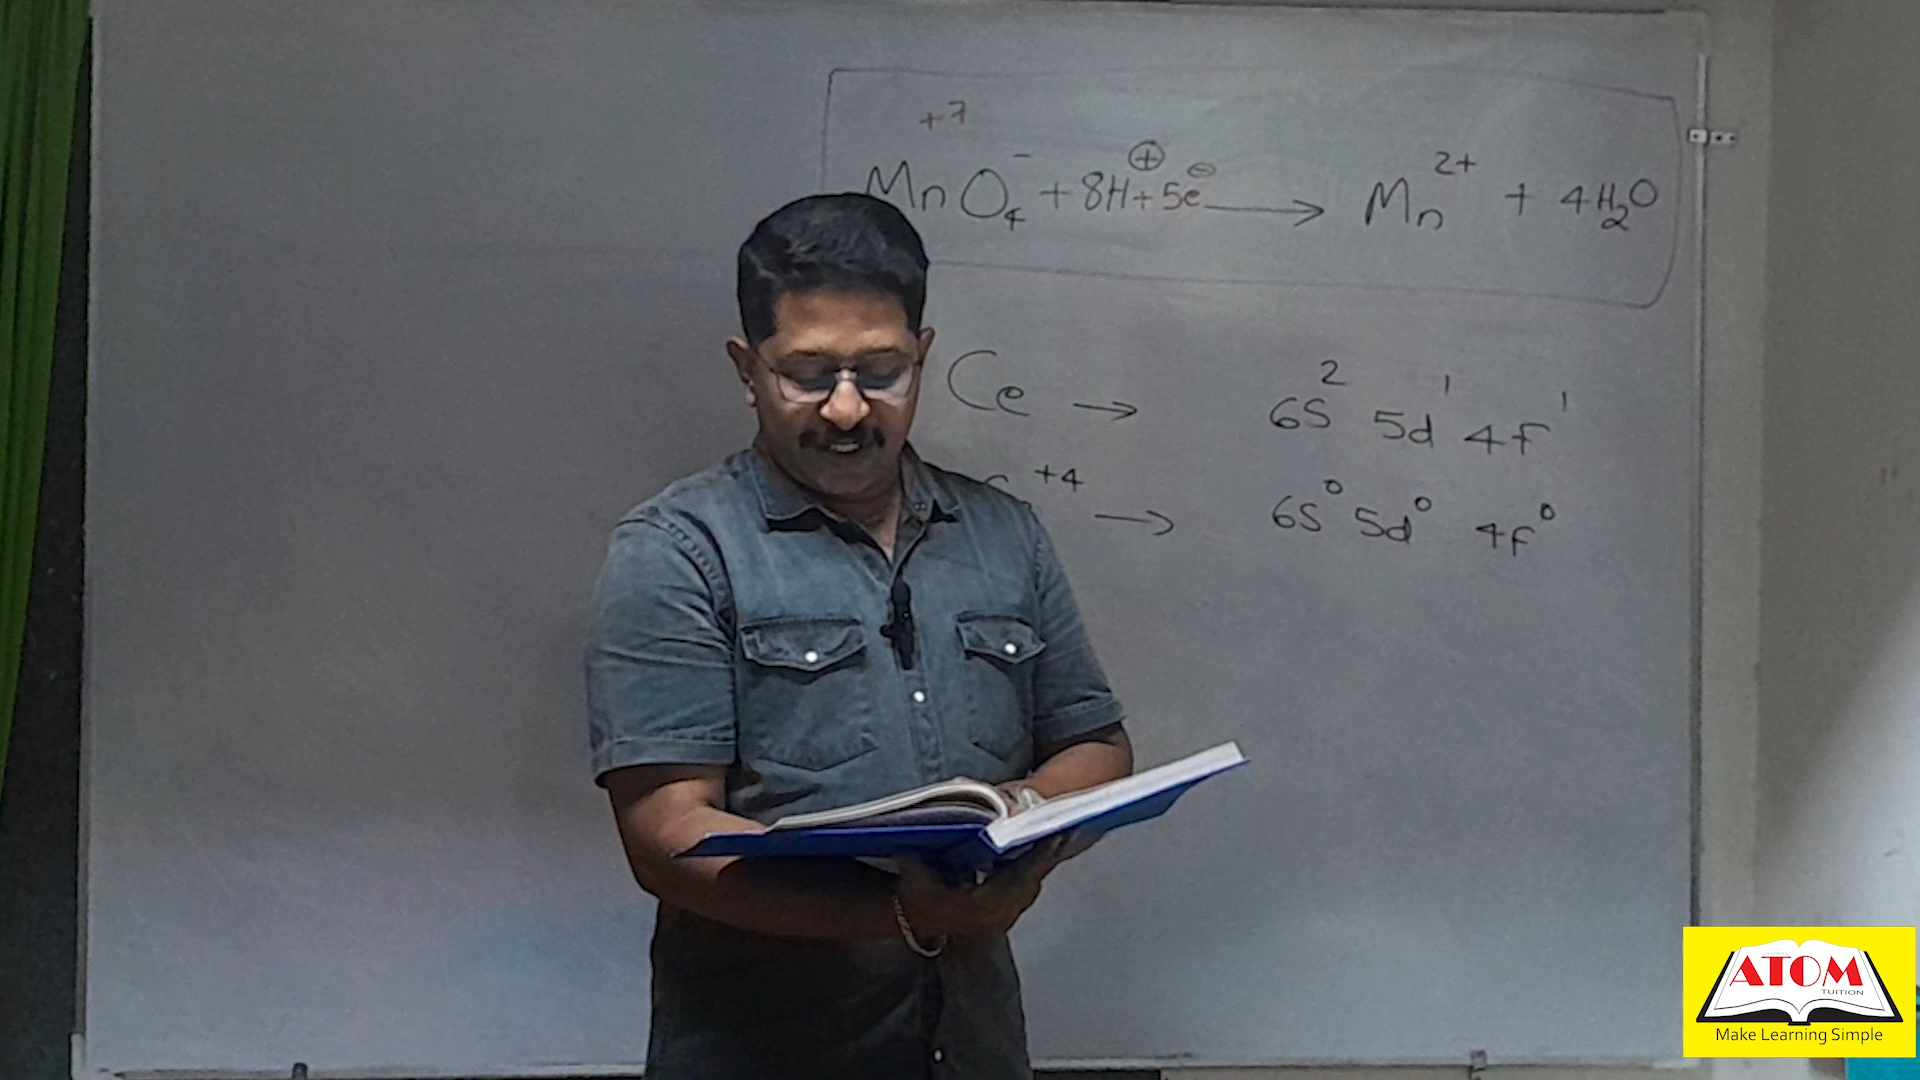 +7
MnO₄⁻ + 8H⁺ + 5e⁻ ⟶ Mn²⁺ + 4H₂O
Ce → 6s² 5d¹ 4f¹
⁺⁴ → 6s⁰ 5d⁰ 4f⁰
ATOM
TUITION
Make Learning Simple